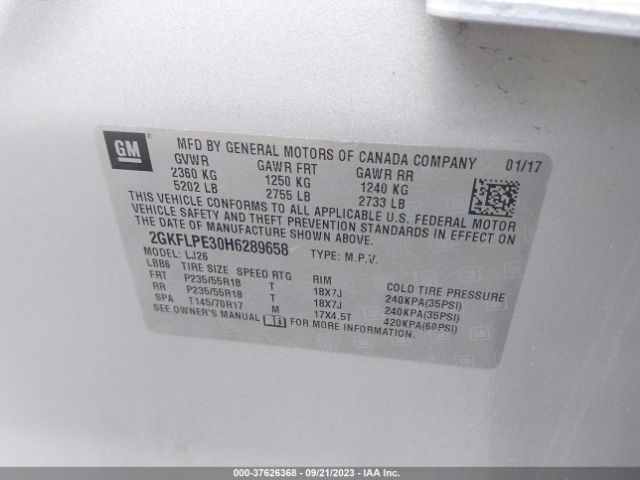 GM
MFD BY GENERAL MOTORS OF CANADA COMPANY 01/17
GVWR GAWR FRT GAWR RR
2360 KG 1250 KG 1240 KG
5202 LB 2755 LB 2733 LB
THIS VEHICLE CONFORMS TO ALL APPLICABLE U.S. FEDERAL MOTOR
VEHICLE SAFETY AND THEFT PREVENTION STANDARDS IN EFFECT ON
THE DATE OF MANUFACTURE SHOWN ABOVE.
2GKFLPE30H6289658 TYPE: M.P.V.
MODEL: LJ26
LBB6 TIRE SIZE SPEED RTG RIM COLD TIRE PRESSURE
FRT P235/55R18 T 18X7J 240KPA(35PSI)
RR P235/55R18 T 18X7J 240KPA(35PSI)
SPA T145/70R17 M 17X4.5T 420KPA(60PSI)
SEE OWNER'S MANUAL FOR MORE INFORMATION.
000-37626368 - 09/21/2023 - IAA Inc.